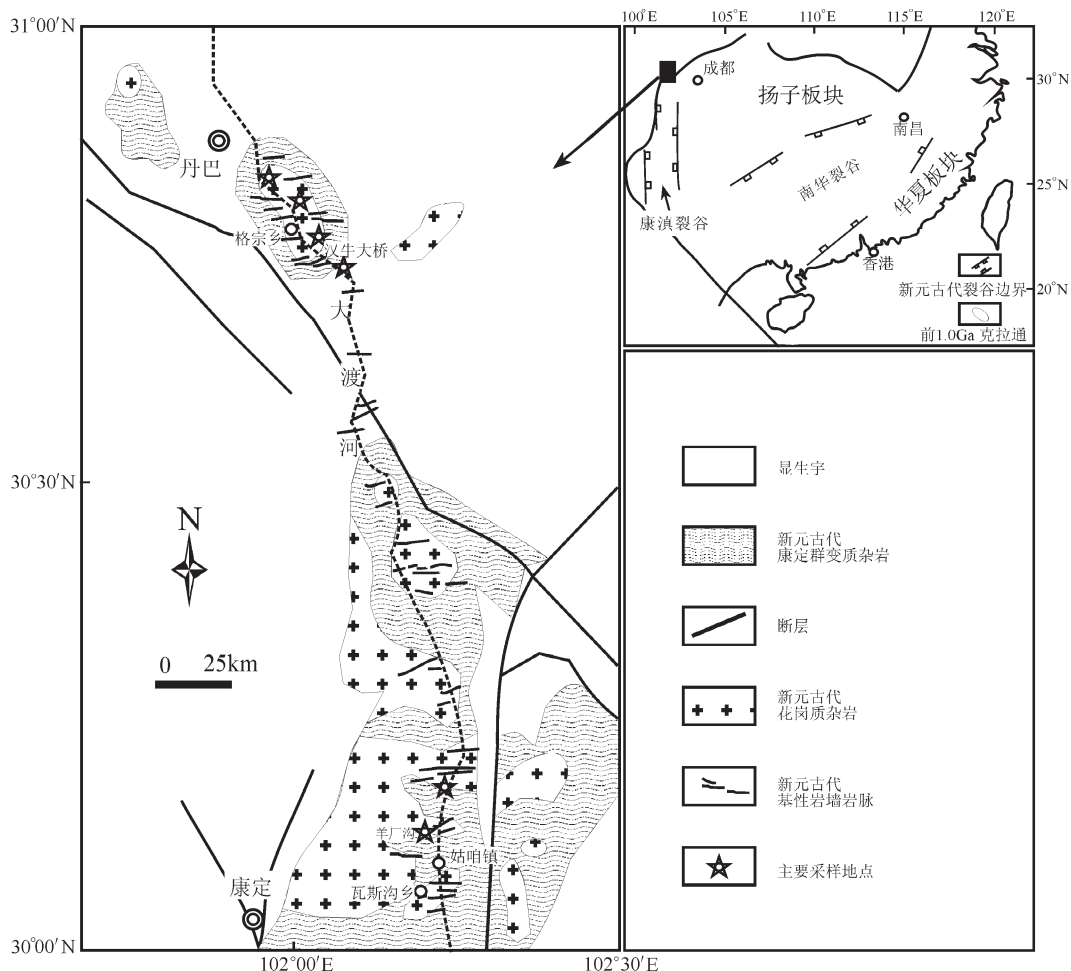 31°00′N
丹巴
格宗乡
汉牛大桥
大
渡
河
30°30′N
N
0 25km
羊厂沟
姑咱镇
瓦斯沟乡
康定
30°00′N
102°00′E
102°30′E
100°E 105°E 110°E 115°E 120°E
成都
30°N
扬子板块
南昌
南华裂谷
华夏板块
25°N
康滇裂谷
香港
新元古代裂谷边界
20°N
前1.0Ga 克拉通
显生宇
新元古代
康定群变质杂岩
断层
新元古代
花岗质杂岩
新元古代
基性岩墙岩脉
主要采样地点